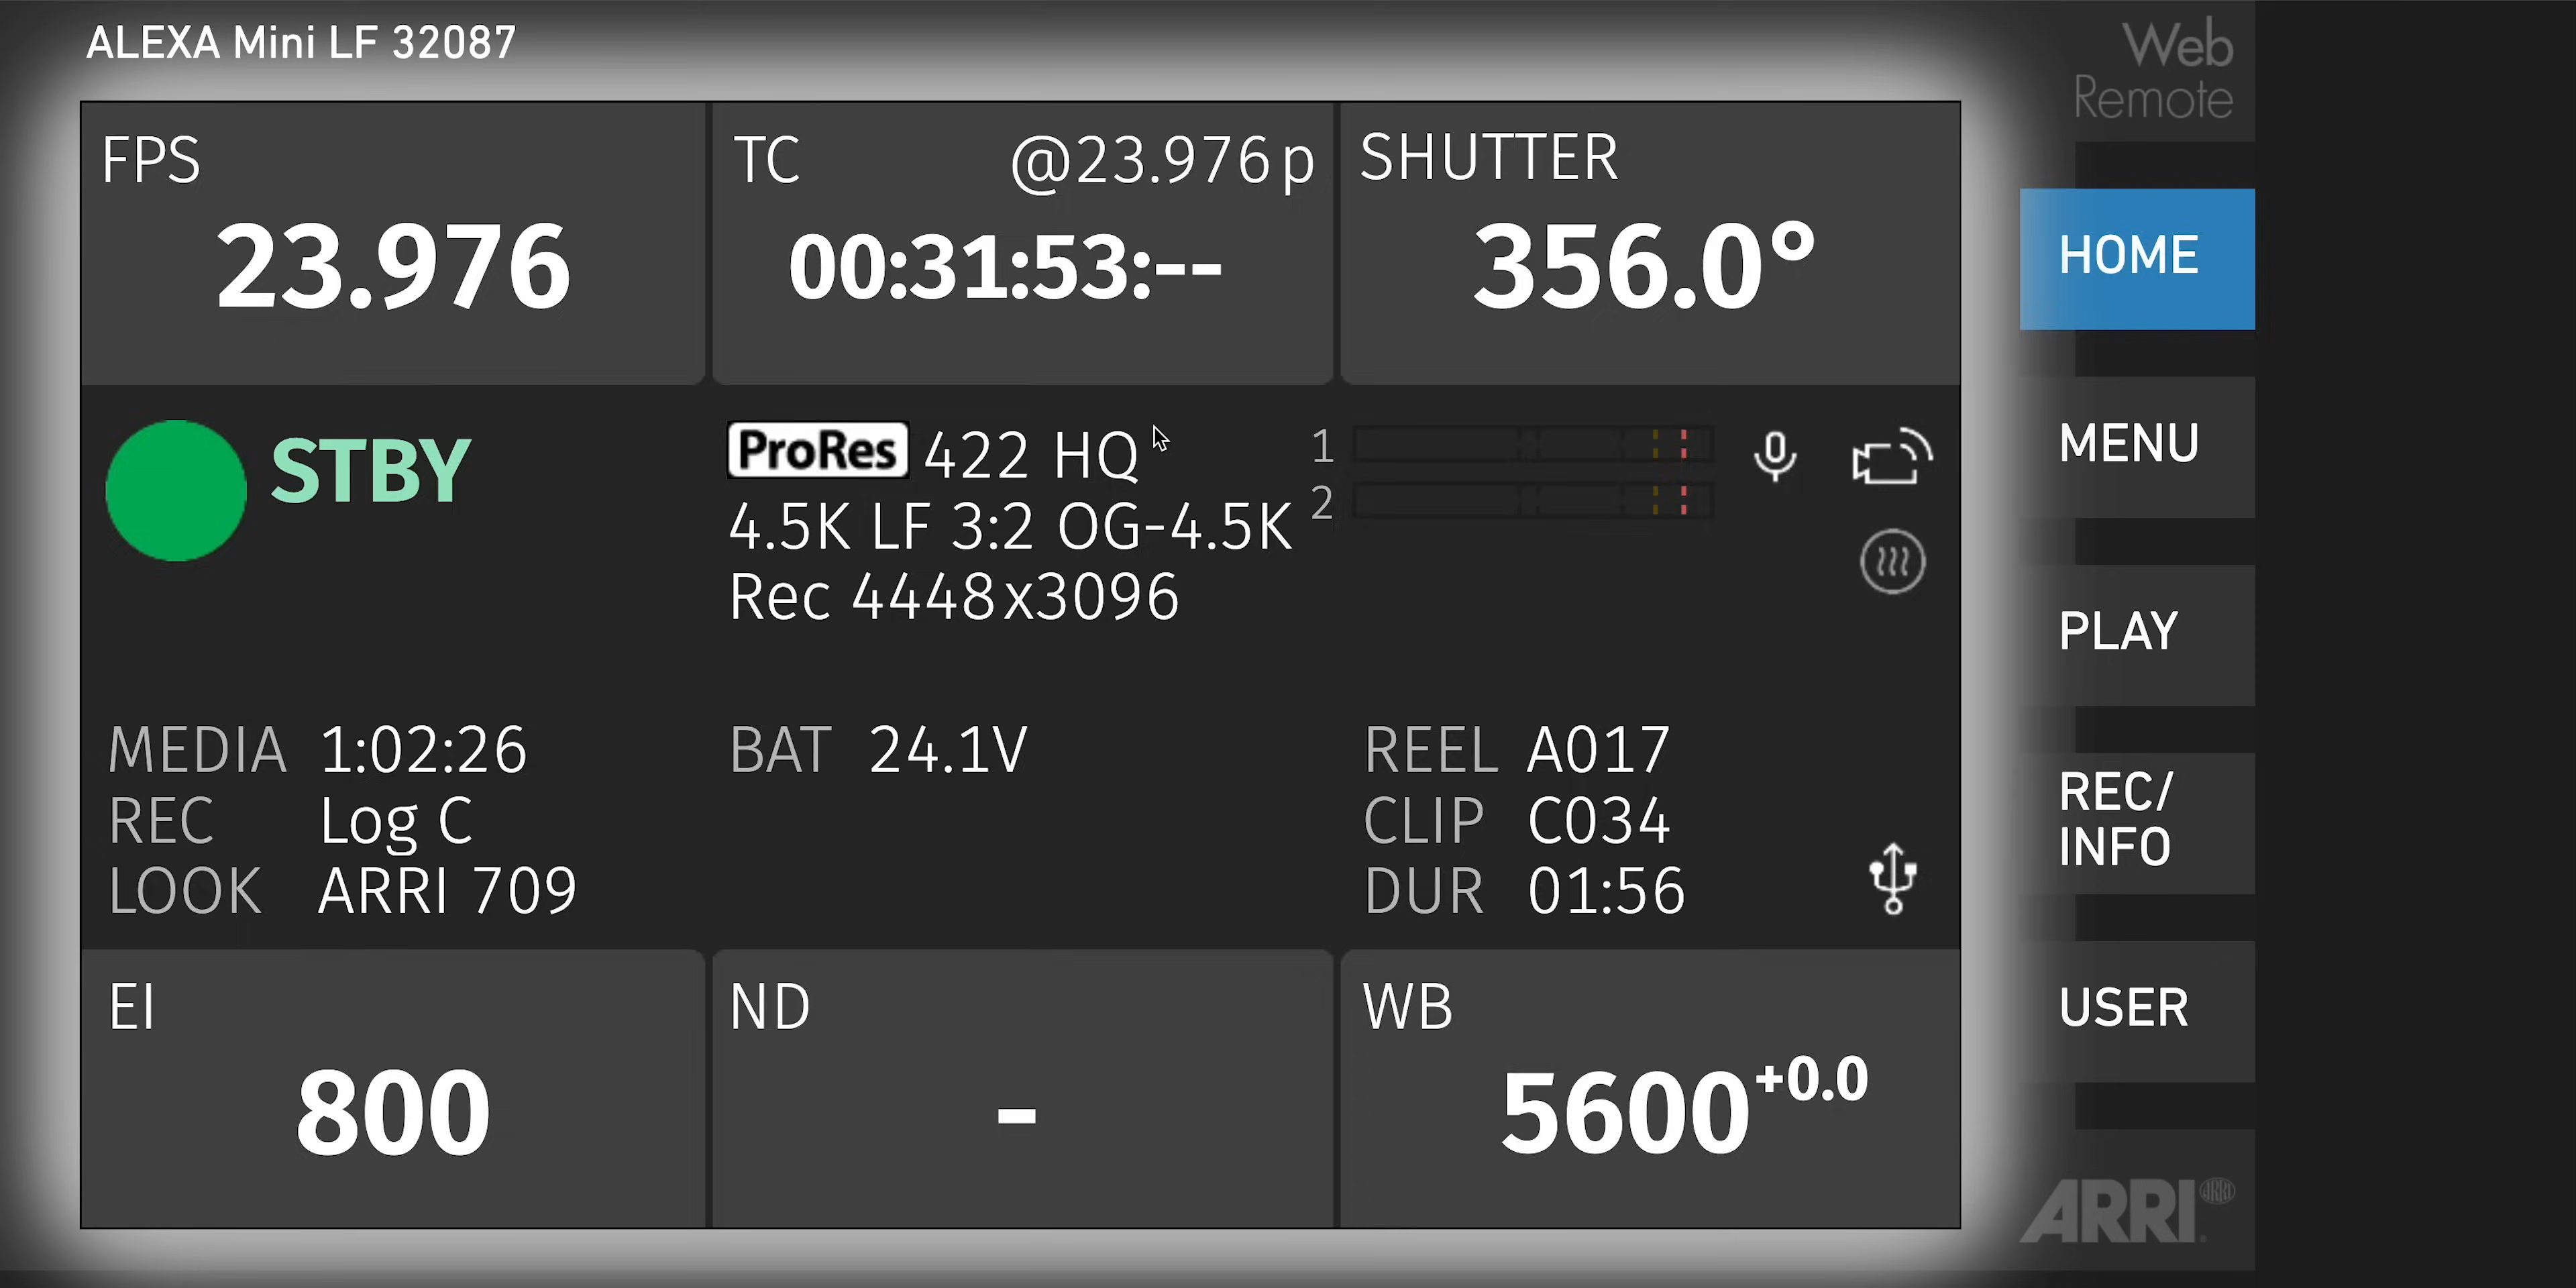 ALEXA Mini LF 32087
Web
Remote
FPS
23.976
TC @23.976p
00:31:53:--
SHUTTER
356.0°
HOME
STBY
ProRes 422 HQ
4.5K LF 3:2 OG-4.5K
Rec 4448x3096
1
2
MENU
PLAY
MEDIA 1:02:26
REC Log C
LOOK ARRI 709
BAT 24.1V
REEL A017
CLIP C034
DUR 01:56
REC/
INFO
EI
800
ND
-
WB
5600+0.0
USER
ARRI